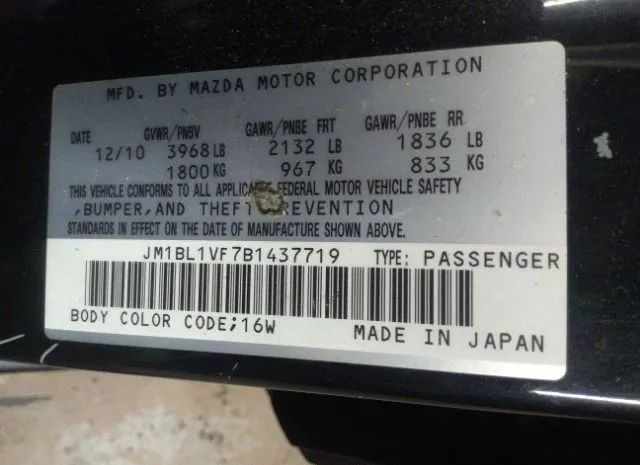 MFD. BY MAZDA MOTOR CORPORATION
DATE GVWR/PNBV GAWR/PNBE FRT GAWR/PNBE RR
12/10 3968 LB 2132 LB 1836 LB
1800 KG 967 KG 833 KG
THIS VEHICLE CONFORMS TO ALL FEDERAL MOTOR VEHICLE SAFETY
,BUMPER,AND THEFT PREVENTION
STANDARDS IN EFFECT ON THE DATE OF MANUFACTURE SHOWN ABOVE.
JM1BL1VF7B1437719 TYPE: PASSENGER
BODY COLOR CODE;16W MADE IN JAPAN